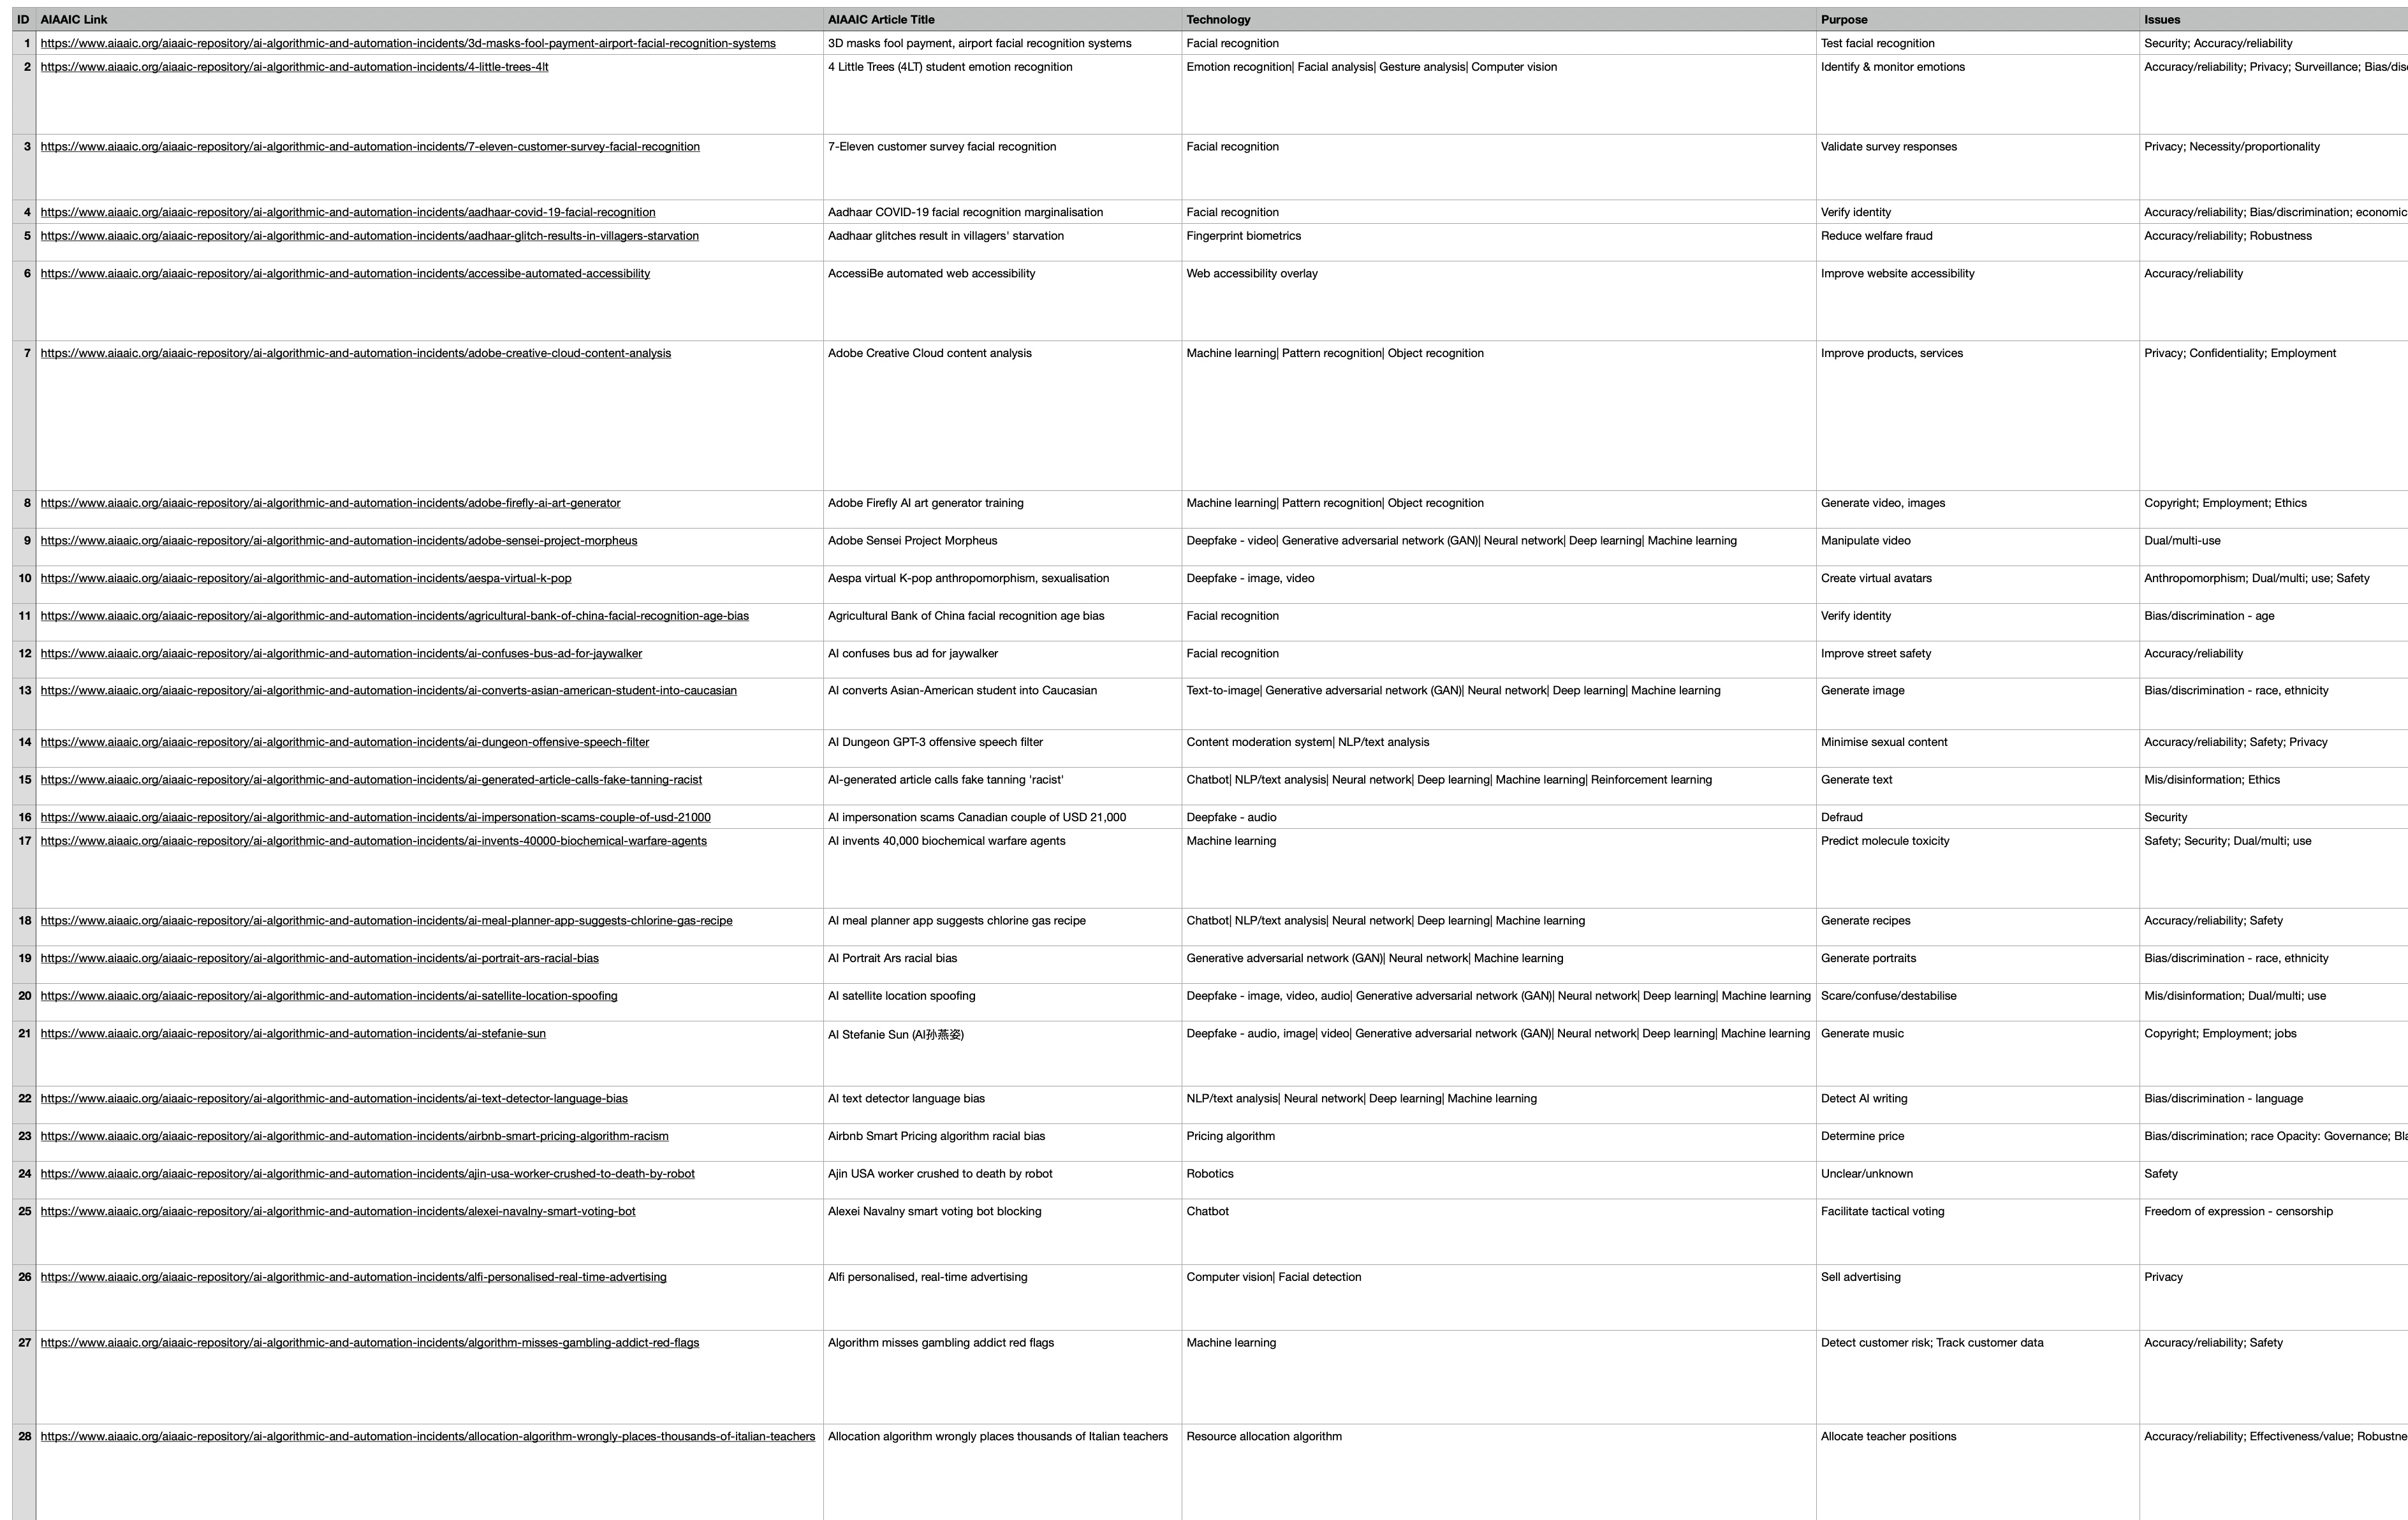 ID AIAAIC Link AIAAIC Article Title Technology Purpose Issues
1 https://www.aiaaic.org/aiaaic-repository/ai-algorithmic-and-automation-incidents/3d-masks-fool-payment-airport-facial-recognition-systems 3D masks fool payment, airport facial recognition systems Facial recognition Test facial recognition Security; Accuracy/reliability
2 https://www.aiaaic.org/aiaaic-repository/ai-algorithmic-and-automation-incidents/4-little-trees-4lt 4 Little Trees (4LT) student emotion recognition Emotion recognition| Facial analysis| Gesture analysis| Computer vision Identify & monitor emotions Accuracy/reliability; Privacy; Surveillance; Bias/dis
3 https://www.aiaaic.org/aiaaic-repository/ai-algorithmic-and-automation-incidents/7-eleven-customer-survey-facial-recognition 7-Eleven customer survey facial recognition Facial recognition Validate survey responses Privacy; Necessity/proportionality
4 https://www.aiaaic.org/aiaaic-repository/ai-algorithmic-and-automation-incidents/aadhaar-covid-19-facial-recognition Aadhaar COVID-19 facial recognition marginalisation Facial recognition Verify identity Accuracy/reliability; Bias/discrimination; economic
5 https://www.aiaaic.org/aiaaic-repository/ai-algorithmic-and-automation-incidents/aadhaar-glitch-results-in-villagers-starvation Aadhaar glitches result in villagers' starvation Fingerprint biometrics Reduce welfare fraud Accuracy/reliability; Robustness
6 https://www.aiaaic.org/aiaaic-repository/ai-algorithmic-and-automation-incidents/accessibe-automated-accessibility AccessiBe automated web accessibility Web accessibility overlay Improve website accessibility Accuracy/reliability
7 https://www.aiaaic.org/aiaaic-repository/ai-algorithmic-and-automation-incidents/adobe-creative-cloud-content-analysis Adobe Creative Cloud content analysis Machine learning| Pattern recognition| Object recognition Improve products, services Privacy; Confidentiality; Employment
8 https://www.aiaaic.org/aiaaic-repository/ai-algorithmic-and-automation-incidents/adobe-firefly-ai-art-generator Adobe Firefly AI art generator training Machine learning| Pattern recognition| Object recognition Generate video, images Copyright; Employment; Ethics
9 https://www.aiaaic.org/aiaaic-repository/ai-algorithmic-and-automation-incidents/adobe-sensei-project-morpheus Adobe Sensei Project Morpheus Deepfake - video| Generative adversarial network (GAN)| Neural network| Deep learning| Machine learning Manipulate video Dual/multi-use
10 https://www.aiaaic.org/aiaaic-repository/ai-algorithmic-and-automation-incidents/aespa-virtual-k-pop Aespa virtual K-pop anthropomorphism, sexualisation Deepfake - image, video Create virtual avatars Anthropomorphism; Dual/multi; use; Safety
11 https://www.aiaaic.org/aiaaic-repository/ai-algorithmic-and-automation-incidents/agricultural-bank-of-china-facial-recognition-age-bias Agricultural Bank of China facial recognition age bias Facial recognition Verify identity Bias/discrimination - age
12 https://www.aiaaic.org/aiaaic-repository/ai-algorithmic-and-automation-incidents/ai-confuses-bus-ad-for-jaywalker AI confuses bus ad for jaywalker Facial recognition Improve street safety Accuracy/reliability
13 https://www.aiaaic.org/aiaaic-repository/ai-algorithmic-and-automation-incidents/ai-converts-asian-american-student-into-caucasian AI converts Asian-American student into Caucasian Text-to-image| Generative adversarial network (GAN)| Neural network| Deep learning| Machine learning Generate image Bias/discrimination - race, ethnicity
14 https://www.aiaaic.org/aiaaic-repository/ai-algorithmic-and-automation-incidents/ai-dungeon-offensive-speech-filter AI Dungeon GPT-3 offensive speech filter Content moderation system| NLP/text analysis Minimise sexual content Accuracy/reliability; Safety; Privacy
15 https://www.aiaaic.org/aiaaic-repository/ai-algorithmic-and-automation-incidents/ai-generated-article-calls-fake-tanning-racist AI-generated article calls fake tanning 'racist' Chatbot| NLP/text analysis| Neural network| Deep learning| Machine learning| Reinforcement learning Generate text Mis/disinformation; Ethics
16 https://www.aiaaic.org/aiaaic-repository/ai-algorithmic-and-automation-incidents/ai-impersonation-scams-couple-of-usd-21000 AI impersonation scams Canadian couple of USD 21,000 Deepfake - audio Defraud Security
17 https://www.aiaaic.org/aiaaic-repository/ai-algorithmic-and-automation-incidents/ai-invents-40000-biochemical-warfare-agents AI invents 40,000 biochemical warfare agents Machine learning Predict molecule toxicity Safety; Security; Dual/multi; use
18 https://www.aiaaic.org/aiaaic-repository/ai-algorithmic-and-automation-incidents/ai-meal-planner-app-suggests-chlorine-gas-recipe AI meal planner app suggests chlorine gas recipe Chatbot| NLP/text analysis| Neural network| Deep learning| Machine learning Generate recipes Accuracy/reliability; Safety
19 https://www.aiaaic.org/aiaaic-repository/ai-algorithmic-and-automation-incidents/ai-portrait-ars-racial-bias AI Portrait Ars racial bias Generative adversarial network (GAN)| Neural network| Machine learning Generate portraits Bias/discrimination - race, ethnicity
20 https://www.aiaaic.org/aiaaic-repository/ai-algorithmic-and-automation-incidents/ai-satellite-location-spoofing AI satellite location spoofing Deepfake - image, video, audio| Generative adversarial network (GAN)| Neural network| Deep learning| Machine learning Scare/confuse/destabilise Mis/disinformation; Dual/multi; use
21 https://www.aiaaic.org/aiaaic-repository/ai-algorithmic-and-automation-incidents/ai-stefanie-sun AI Stefanie Sun (AI孙燕姿) Deepfake - audio, image| video| Generative adversarial network (GAN)| Neural network| Deep learning| Machine learning Generate music Copyright; Employment; jobs
22 https://www.aiaaic.org/aiaaic-repository/ai-algorithmic-and-automation-incidents/ai-text-detector-language-bias AI text detector language bias NLP/text analysis| Neural network| Deep learning| Machine learning Detect AI writing Bias/discrimination - language
23 https://www.aiaaic.org/aiaaic-repository/ai-algorithmic-and-automation-incidents/airbnb-smart-pricing-algorithm-racism Airbnb Smart Pricing algorithm racial bias Pricing algorithm Determine price Bias/discrimination; race Opacity: Governance; Bla
24 https://www.aiaaic.org/aiaaic-repository/ai-algorithmic-and-automation-incidents/ajin-usa-worker-crushed-to-death-by-robot Ajin USA worker crushed to death by robot Robotics Unclear/unknown Safety
25 https://www.aiaaic.org/aiaaic-repository/ai-algorithmic-and-automation-incidents/alexei-navalny-smart-voting-bot Alexei Navalny smart voting bot blocking Chatbot Facilitate tactical voting Freedom of expression - censorship
26 https://www.aiaaic.org/aiaaic-repository/ai-algorithmic-and-automation-incidents/alfi-personalised-real-time-advertising Alfi personalised, real-time advertising Computer vision| Facial detection Sell advertising Privacy
27 https://www.aiaaic.org/aiaaic-repository/ai-algorithmic-and-automation-incidents/algorithm-misses-gambling-addict-red-flags Algorithm misses gambling addict red flags Machine learning Detect customer risk; Track customer data Accuracy/reliability; Safety
28 https://www.aiaaic.org/aiaaic-repository/ai-algorithmic-and-automation-incidents/allocation-algorithm-wrongly-places-thousands-of-italian-teachers Allocation algorithm wrongly places thousands of Italian teachers Resource allocation algorithm Allocate teacher positions Accuracy/reliability; Effectiveness/value; Robustne